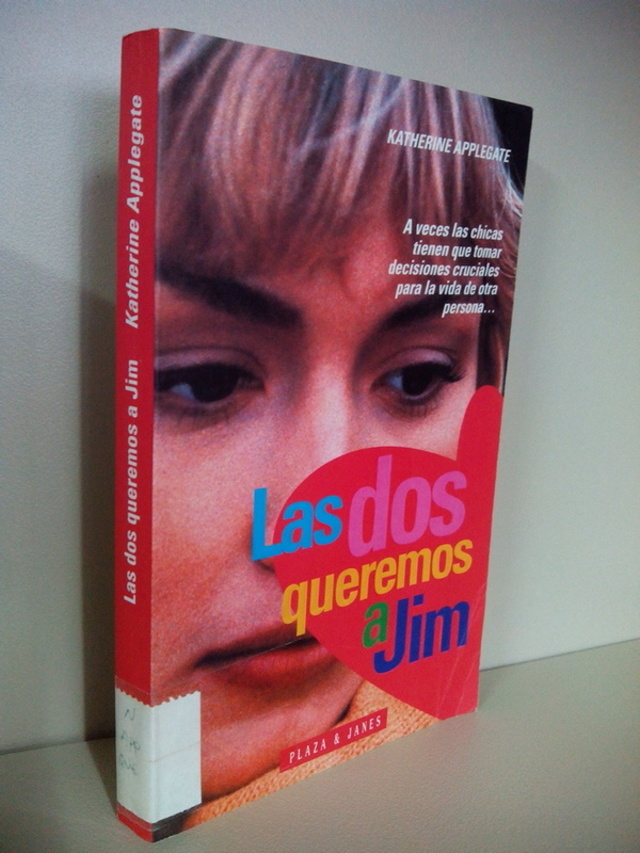 KATHERINE APPLEGATE
A veces las chicas
tienen que tomar
decisiones cruciales
para la vida de otra
persona...
Las dos
queremos
a Jim
PLAZA & JANES
Las dos queremos a Jim Katherine Applegate
N